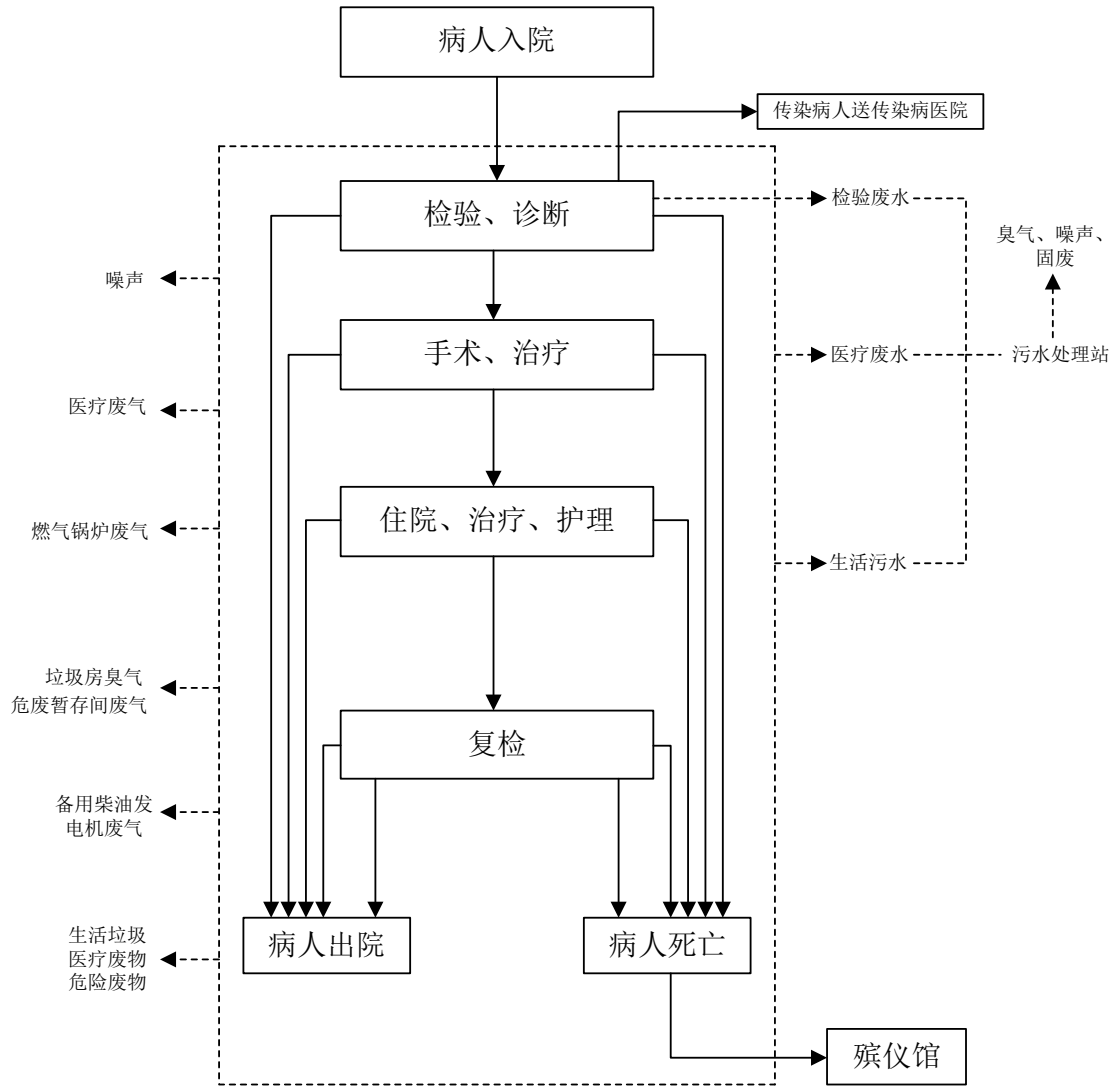 病人入院
传染病人送传染病医院
检验、诊断
检验废水
臭气、噪声、
固废
噪声
手术、治疗
医疗废水
污水处理站
医疗废气
住院、治疗、护理
燃气锅炉废气
生活污水
垃圾房臭气
危废暂存间废气
复检
备用柴油发
电机废气
病人出院
病人死亡
生活垃圾
医疗废物
危险废物
殡仪馆